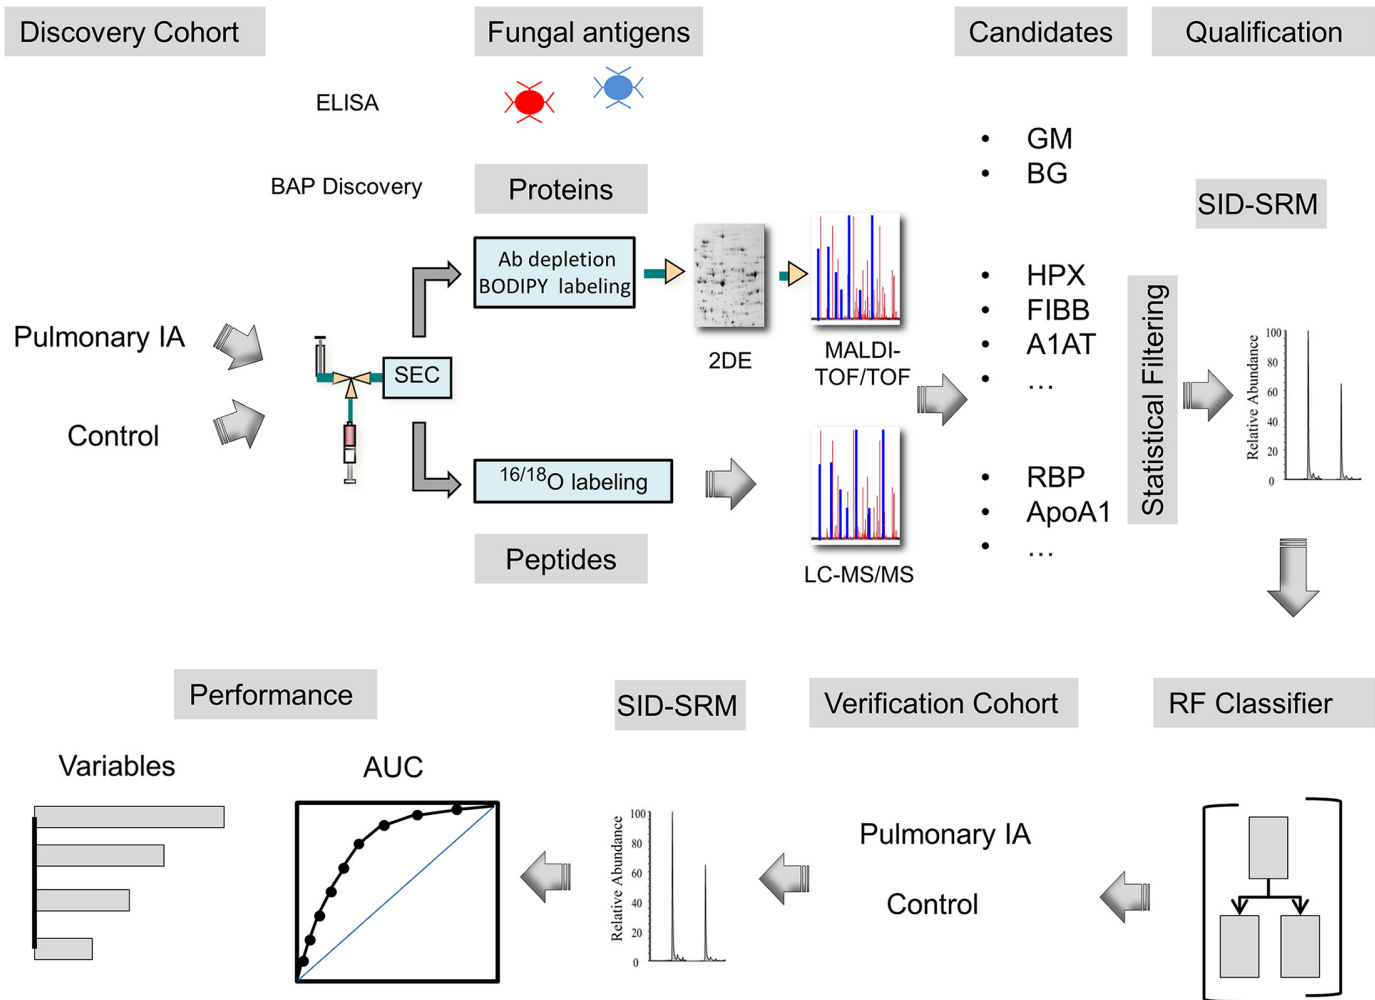 Discovery Cohort
Fungal antigens
Candidates
Qualification
ELISA
BAP Discovery
Proteins
Ab depletion
BODIPY labeling
2DE
MALDI-
TOF/TOF
Pulmonary IA
Control
SEC
16/18O labeling
Peptides
LC-MS/MS
• GM
• BG
• HPX
• FIBB
• A1AT
• ...
• RBP
• ApoA1
• ...
Statistical Filtering
SID-SRM
Relative Abundance
100
80
60
40
20
0
RF Classifier
Verification Cohort
Pulmonary IA
Control
SID-SRM
Relative Abundance
100
80
60
40
20
0
Performance
Variables
AUC